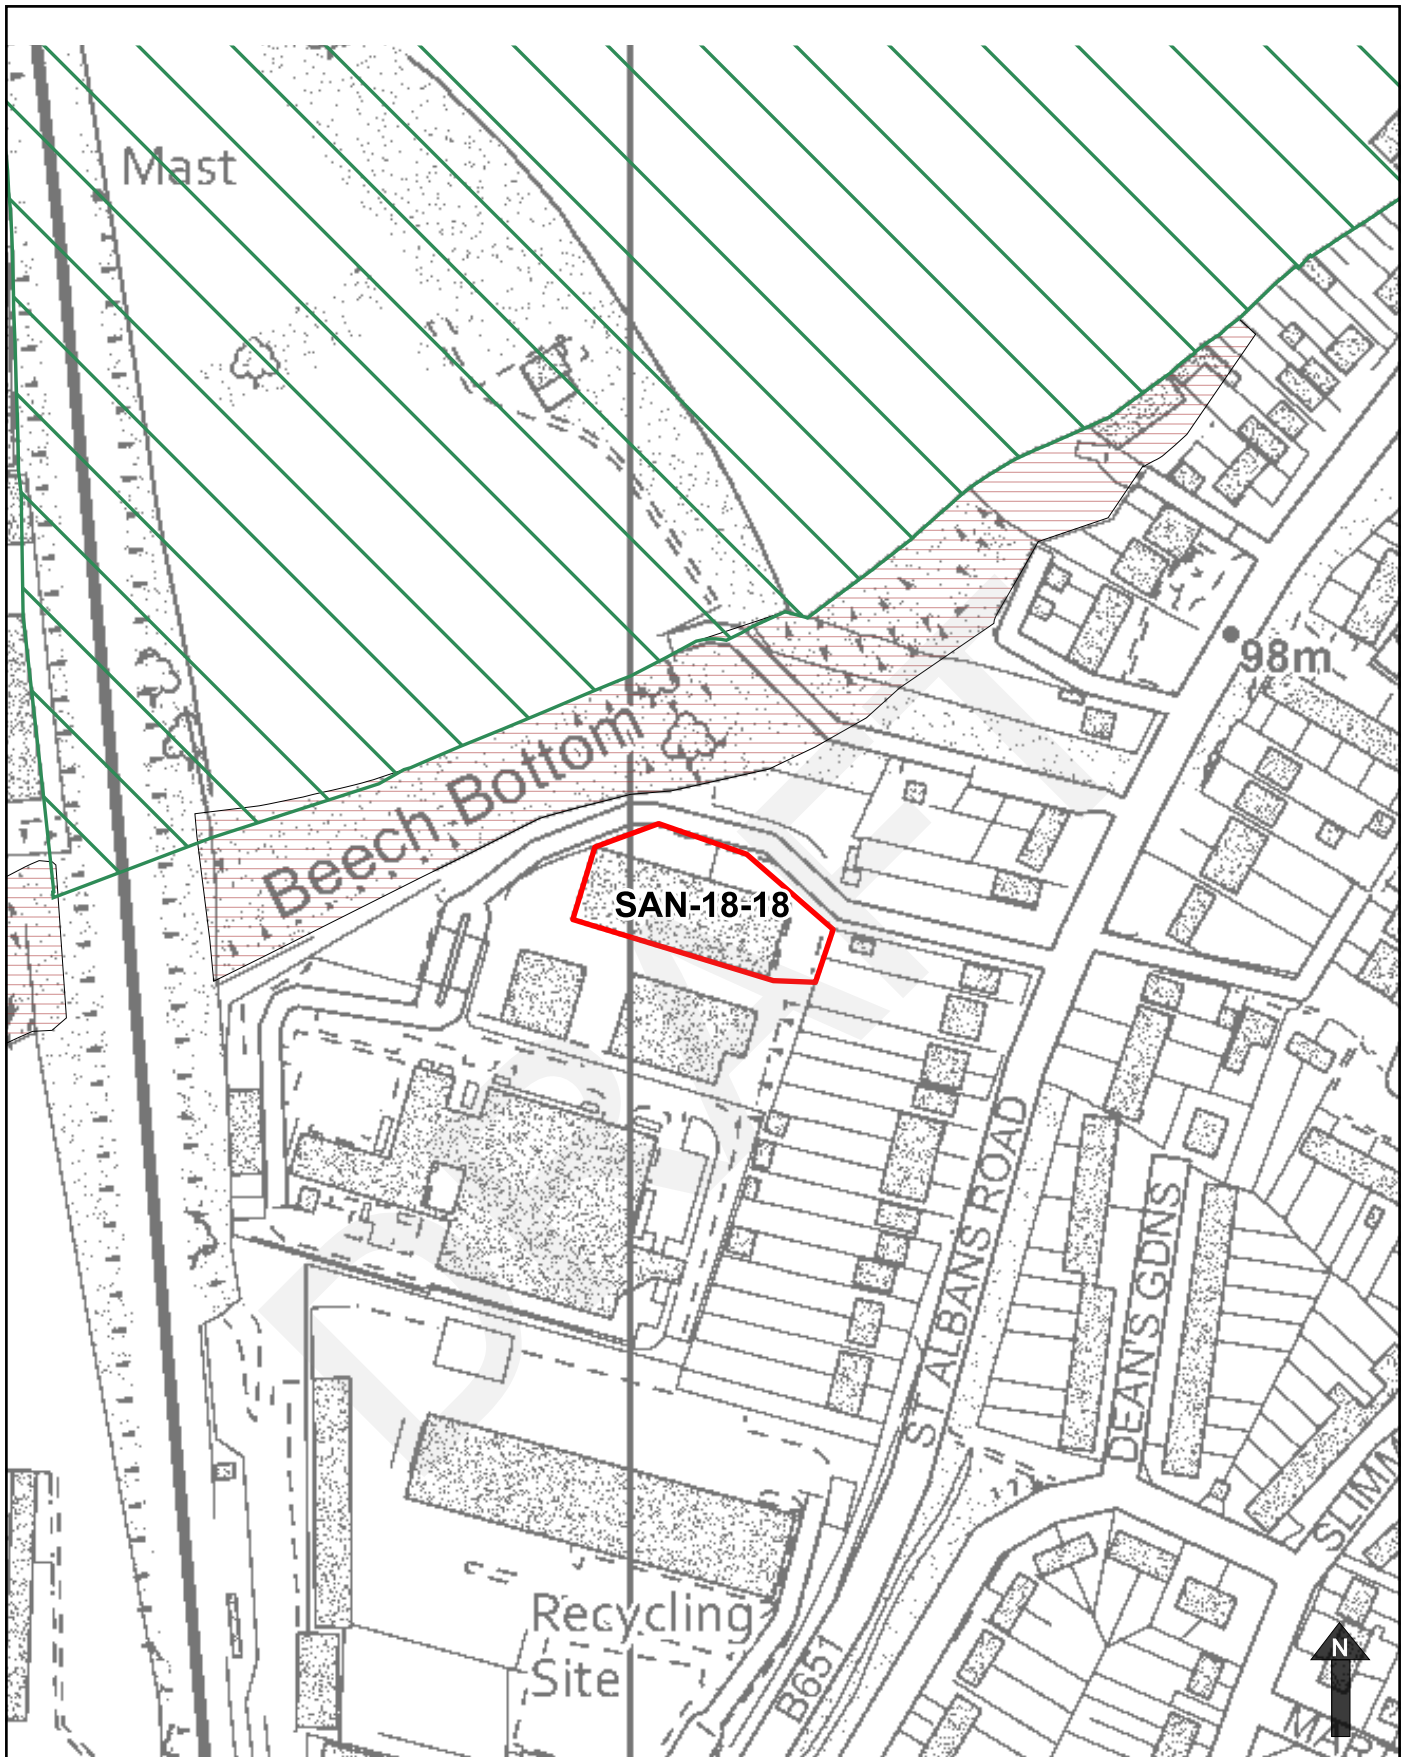 Mast
98m
Beech Bottom
SAN-18-18
DRAFT
ST ALBANS ROAD
DEAN'S GDNS
Recycling
Site
B651
N